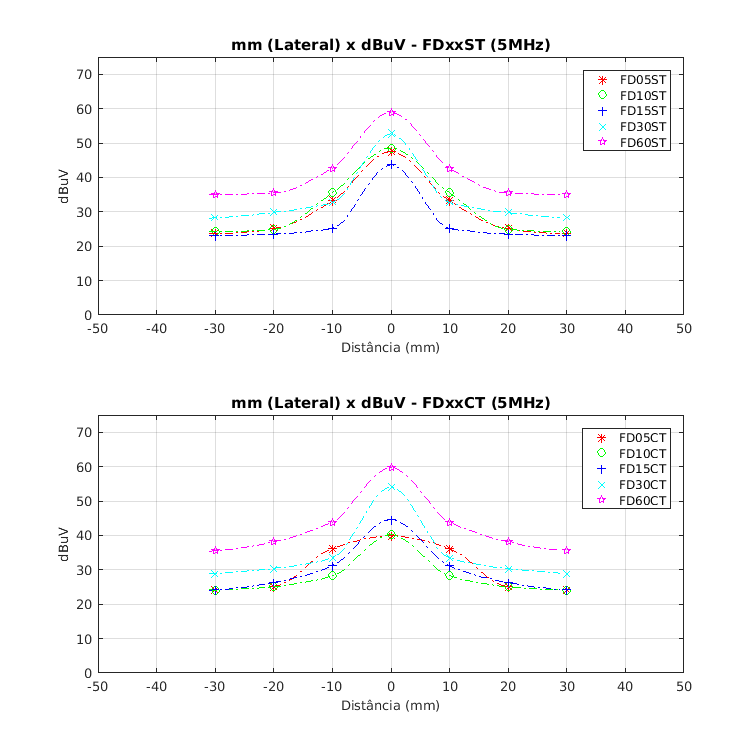 mm (Lateral) x dBuV - FDxxST (5MHz)
70
60
50
40
30
20
10
0
dBuV
-50 -40 -30 -20 -10 0 10 20 30 40 50
Distância (mm)
FD05ST
FD10ST
FD15ST
FD30ST
FD60ST
mm (Lateral) x dBuV - FDxxCT (5MHz)
70
60
50
40
30
20
10
0
dBuV
-50 -40 -30 -20 -10 0 10 20 30 40 50
Distância (mm)
FD05CT
FD10CT
FD15CT
FD30CT
FD60CT